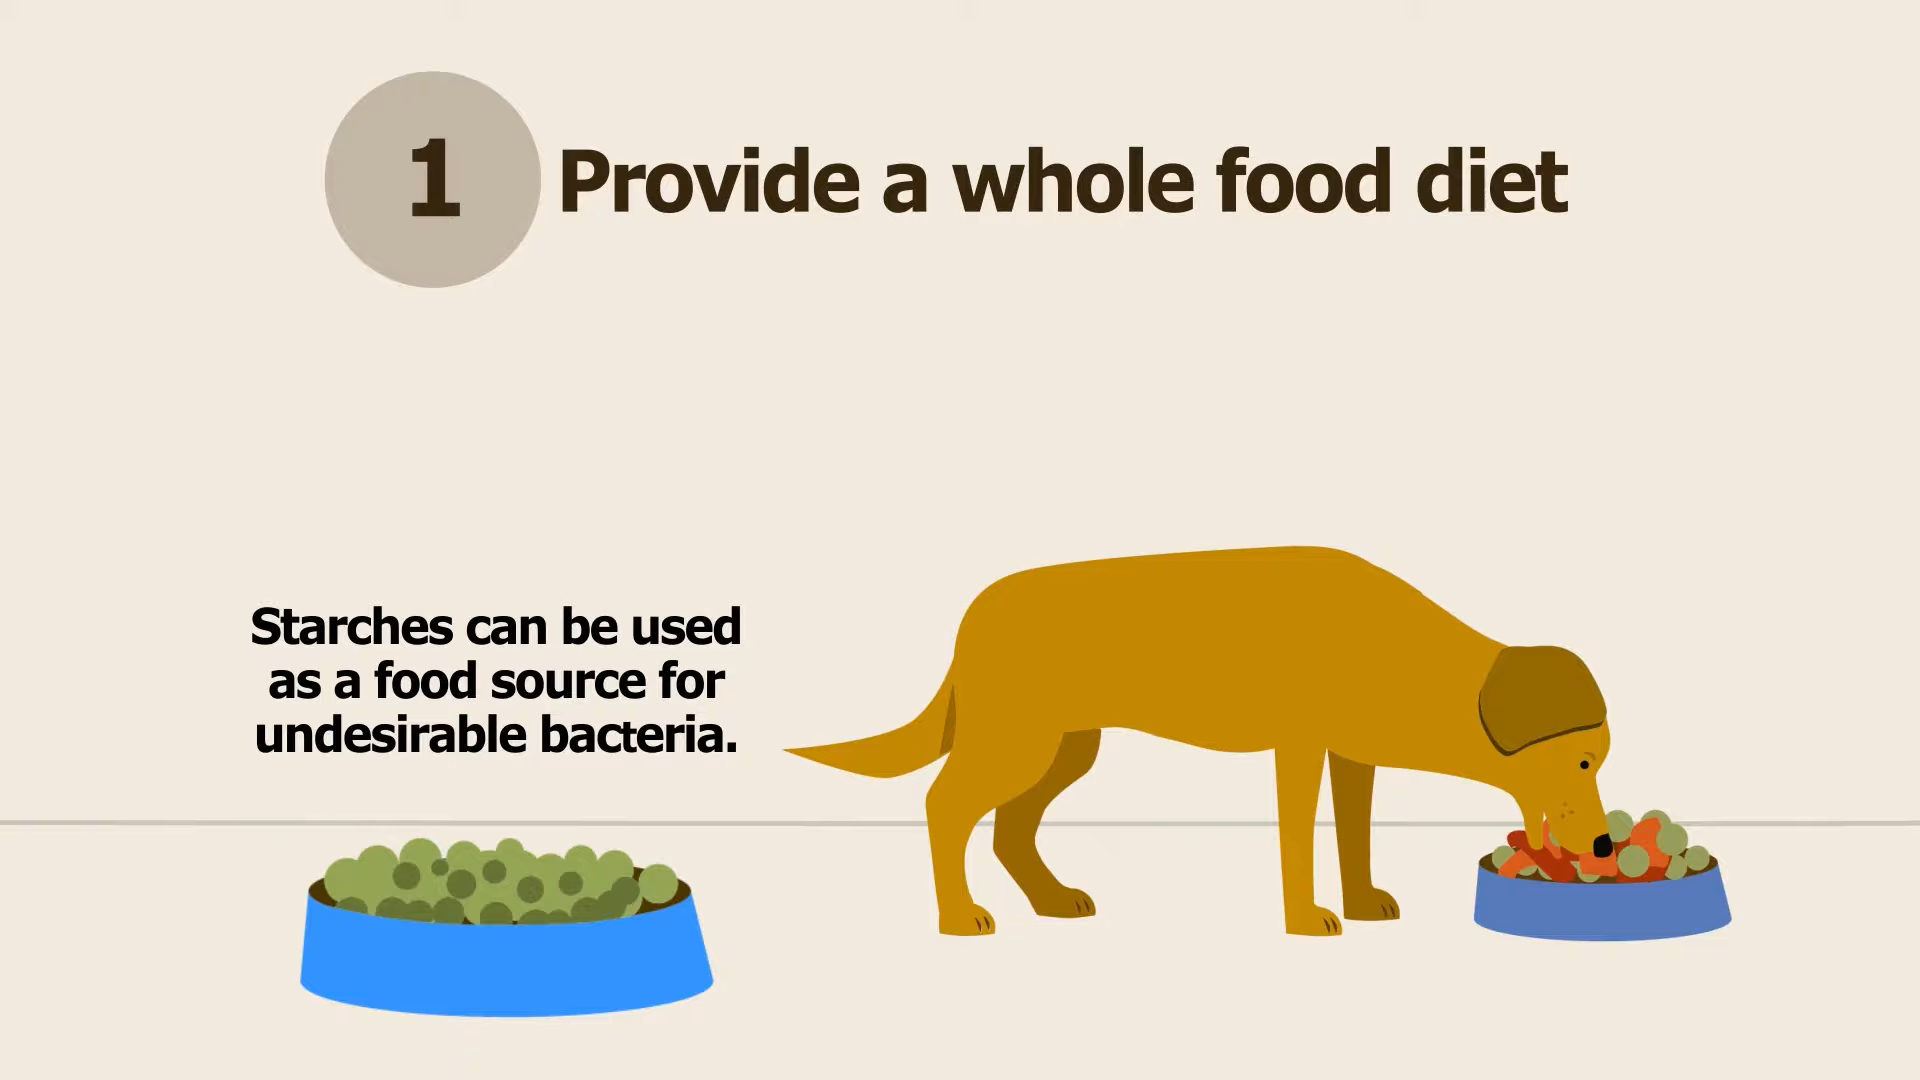 1 Provide a whole food diet
Starches can be used
as a food source for
undesirable bacteria.